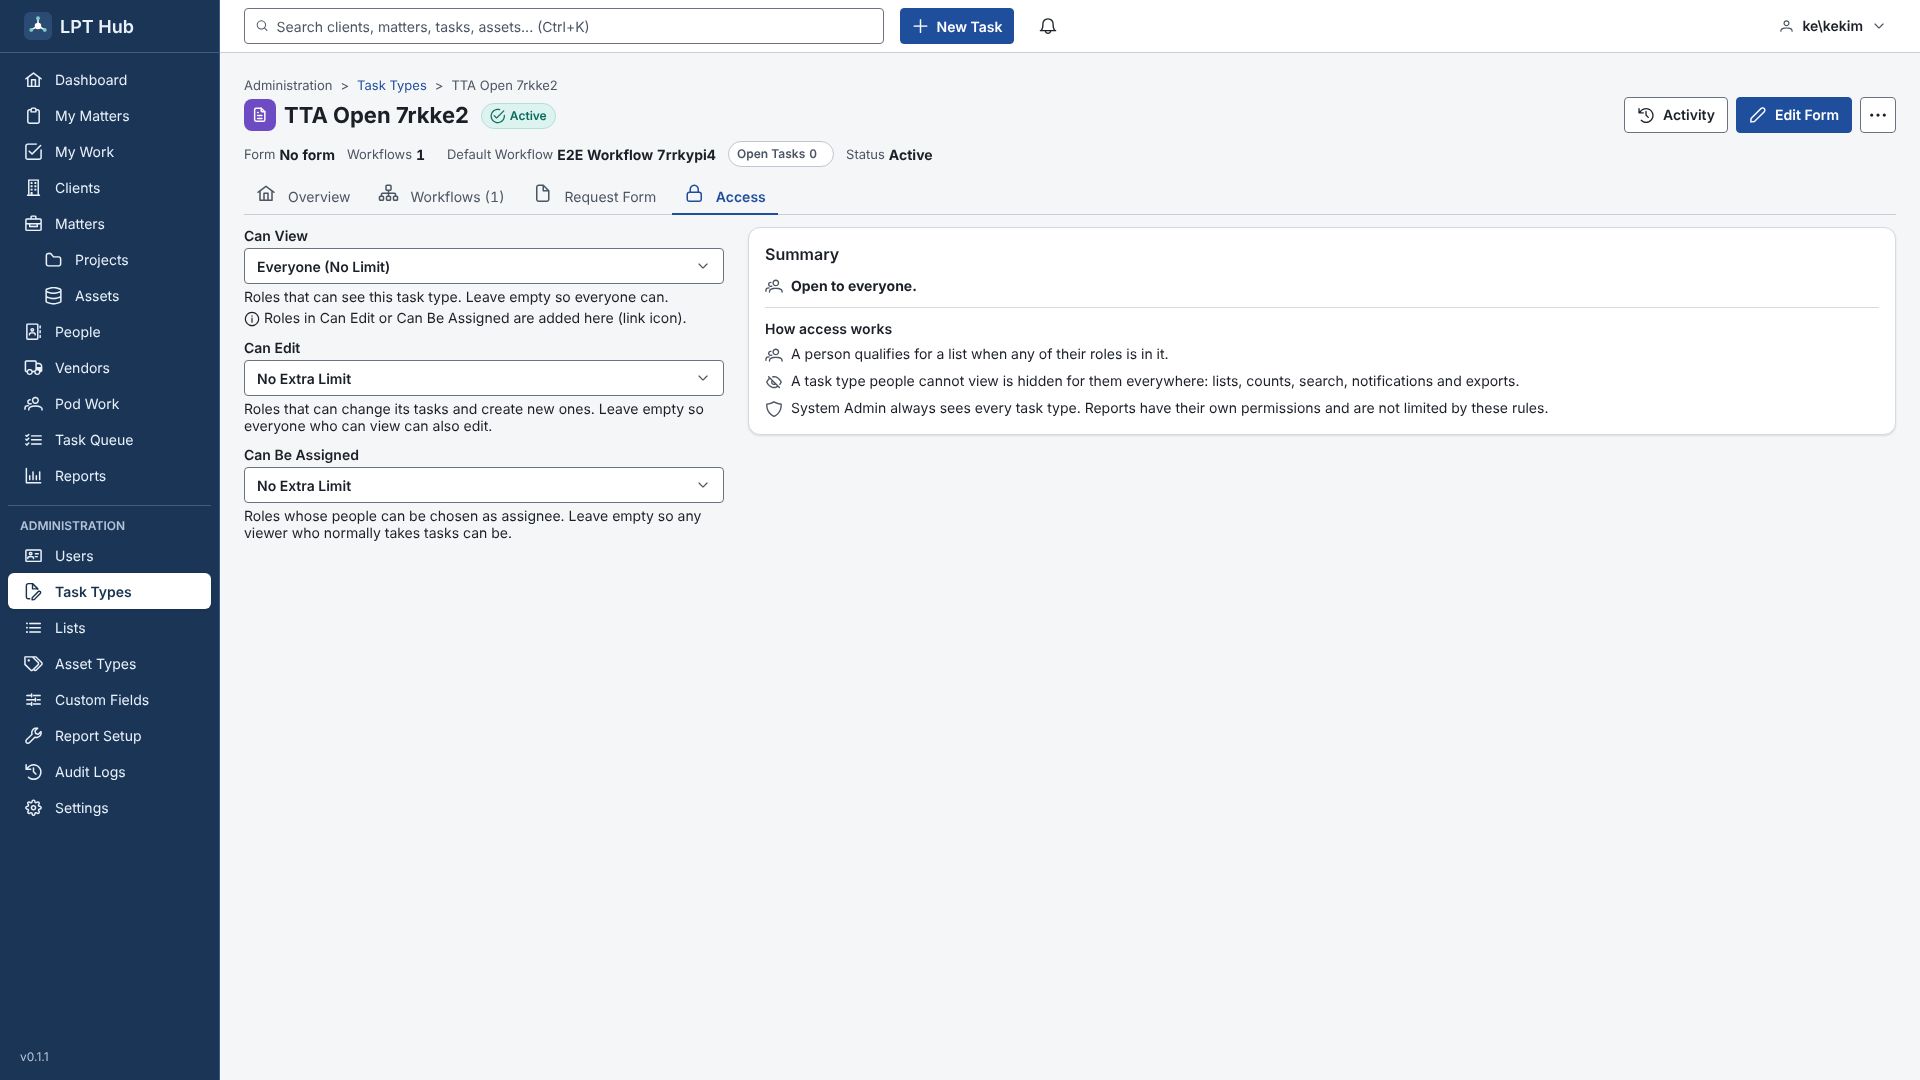 LPT Hub
Search clients, matters, tasks, assets... (Ctrl+K)
New Task
ke\kekim
Dashboard
My Matters
My Work
Clients
Matters
Projects
Assets
People
Vendors
Pod Work
Task Queue
Reports
ADMINISTRATION
Users
Task Types
Lists
Asset Types
Custom Fields
Report Setup
Audit Logs
Settings
v0.1.1
Administration > Task Types > TTA Open 7rkke2
TTA Open 7rkke2 Active
Activity Edit Form
Form No form Workflows 1 Default Workflow E2E Workflow 7rrkypi4 Open Tasks 0 Status Active
Overview Workflows (1) Request Form Access
Can View
Everyone (No Limit)
Roles that can see this task type. Leave empty so everyone can.
Roles in Can Edit or Can Be Assigned are added here (link icon).
Can Edit
No Extra Limit
Roles that can change its tasks and create new ones. Leave empty so
everyone who can view can also edit.
Can Be Assigned
No Extra Limit
Roles whose people can be chosen as assignee. Leave empty so any
viewer who normally takes tasks can be.
Summary
Open to everyone.
How access works
A person qualifies for a list when any of their roles is in it.
A task type people cannot view is hidden for them everywhere: lists, counts, search, notifications and exports.
System Admin always sees every task type. Reports have their own permissions and are not limited by these rules.